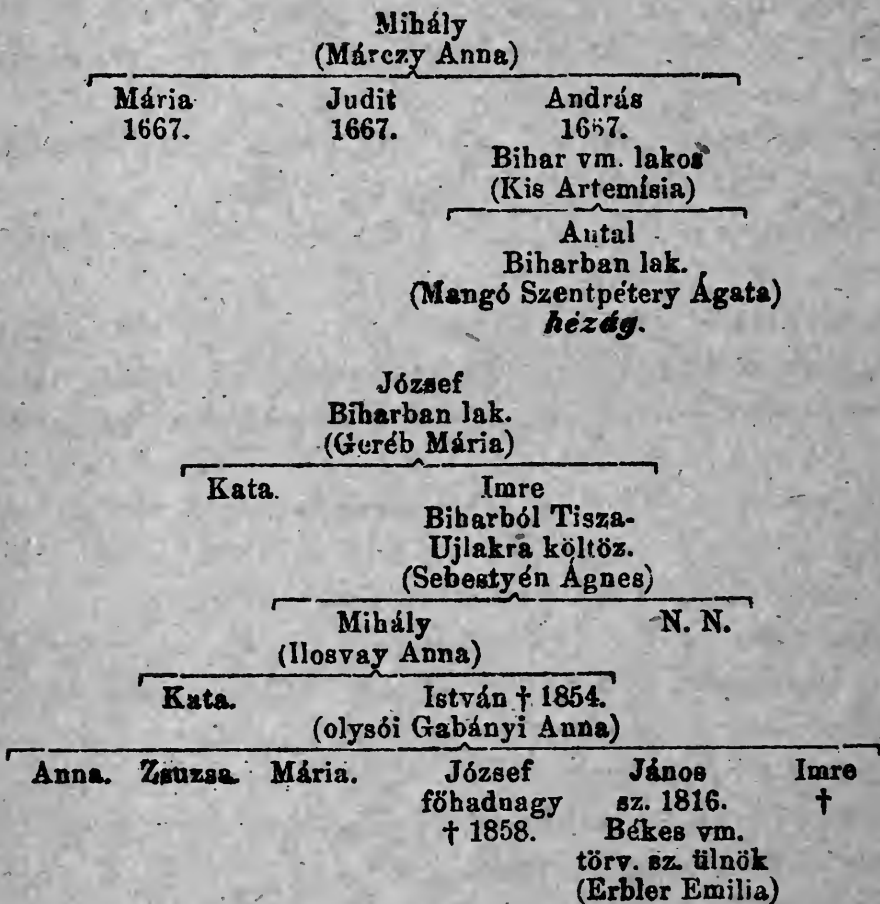 Mihály
(Márczy Anna)
Mária Judit András
1667. 1667. 1667.
Bihar vm. lakos
(Kis Artemísia)
Antal
Biharban lak.
(Mangó Szentpétery Ágata)
hézág.
József
Biharban lak.
(Geréb Mária)
Kata. Imre
Biharból Tisza-
Ujlakra költöz.
(Sebestyén Ágnes)
Mihály N. N.
(Ilosvay Anna)
Kata. István † 1854.
(olysói Gabányi Anna)
Anna. Zsuzsa. Mária. József János Imre
főhadnagy sz. 1816. †
† 1858. Békes vm.
törv. sz. ülnök
(Erbler Emilia)